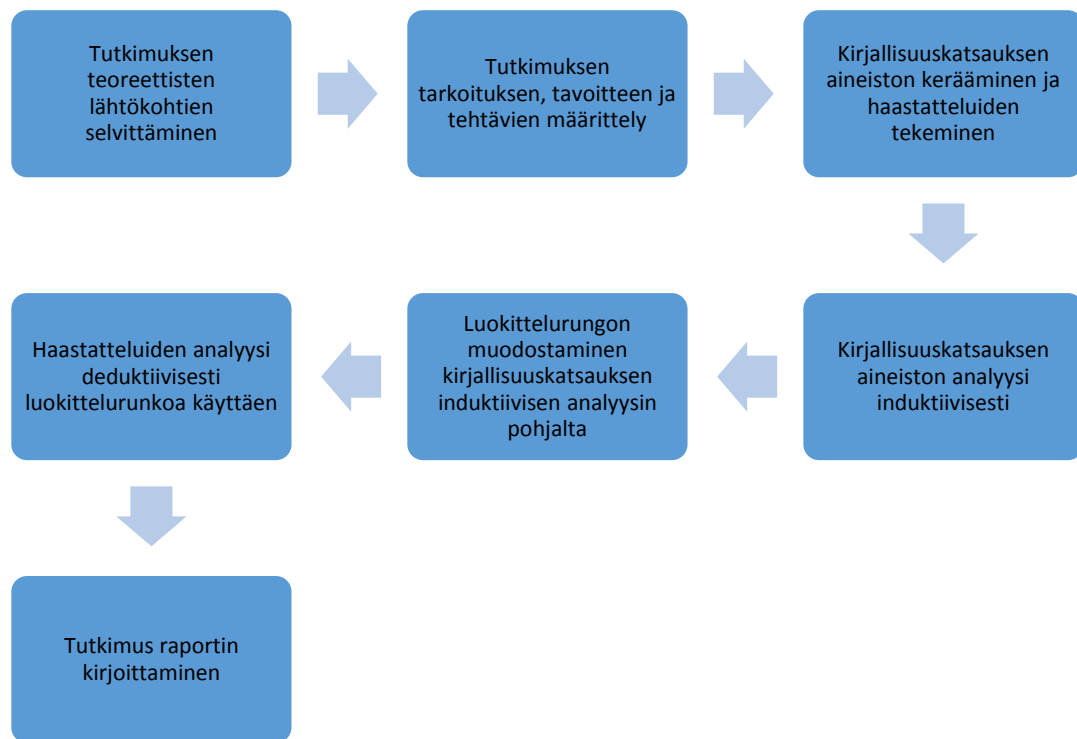 Tutkimuksen
teoreettisten
lähtökohtien
selvittäminen
Tutkimuksen
tarkoituksen, tavoitteen ja
tehtävien määrittely
Kirjallisuuskatsauksen
aineiston kerääminen ja
haastatteluiden
tekeminen
Kirjallisuuskatsauksen
aineiston analyysi
induktiivisesti
Luokittelurungon
muodostaminen
kirjallisuuskatsauksen
induktiivisen analyysin
pohjalta
Haastatteluiden analyysi
deduktiivisesti
luokittelurunkoa käyttäen
Tutkimus raportin
kirjoittaminen